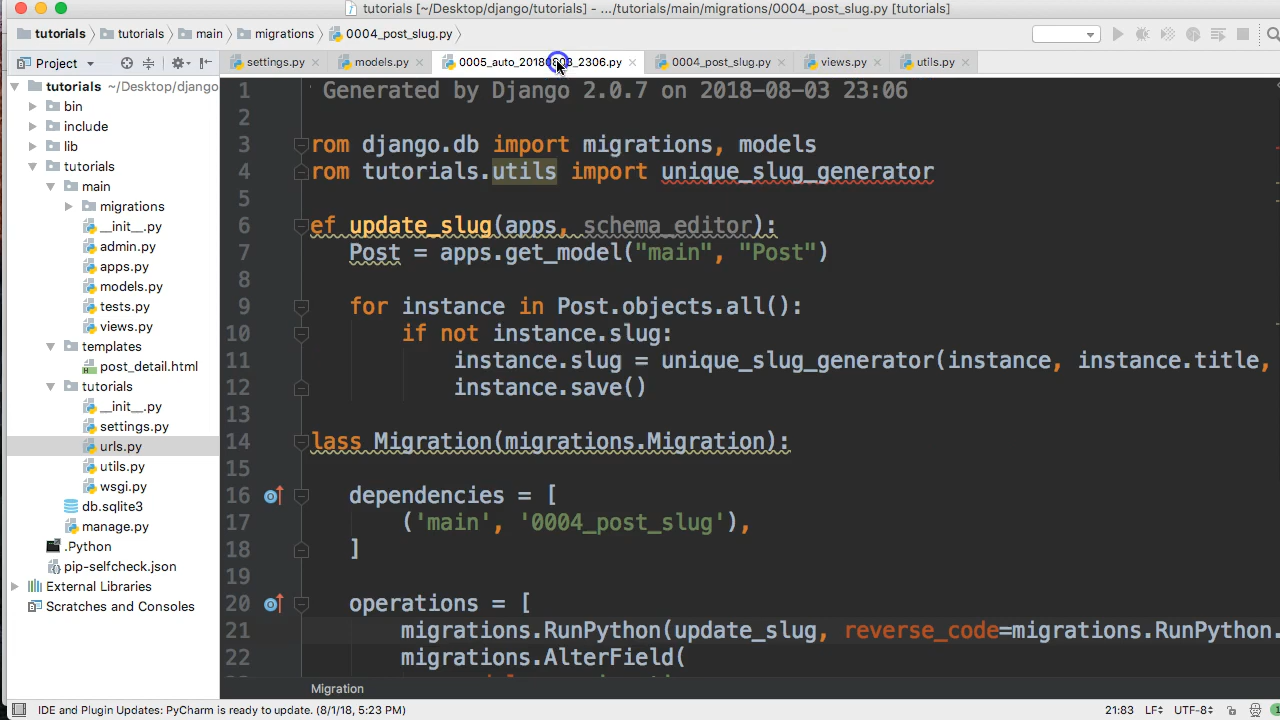 tutorials [~/Desktop/django/tutorials] - .../tutorials/main/migrations/0004_post_slug.py [tutorials]
tutorials tutorials main migrations 0004_post_slug.py
Project
settings.py models.py 0005_auto_20180803_2306.py 0004_post_slug.py views.py utils.py
tutorials ~/Desktop/django
bin
include
lib
tutorials
main
migrations
__init__.py
admin.py
apps.py
models.py
tests.py
views.py
templates
post_detail.html
tutorials
__init__.py
settings.py
urls.py
utils.py
wsgi.py
db.sqlite3
manage.py
.Python
pip-selfcheck.json
External Libraries
Scratches and Consoles
1 Generated by Django 2.0.7 on 2018-08-03 23:06
2
3 rom django.db import migrations, models
4 rom tutorials.utils import unique_slug_generator
5
6 ef update_slug(apps, schema_editor):
7 Post = apps.get_model("main", "Post")
8
9 for instance in Post.objects.all():
10 if not instance.slug:
11 instance.slug = unique_slug_generator(instance, instance.title,
12 instance.save()
13
14 lass Migration(migrations.Migration):
15
16 dependencies = [
17 ('main', '0004_post_slug'),
18 ]
19
20 operations = [
21 migrations.RunPython(update_slug, reverse_code=migrations.RunPython.
22 migrations.AlterField(
Migration
IDE and Plugin Updates: PyCharm is ready to update. (8/1/18, 5:23 PM) 21:83 LF UTF-8